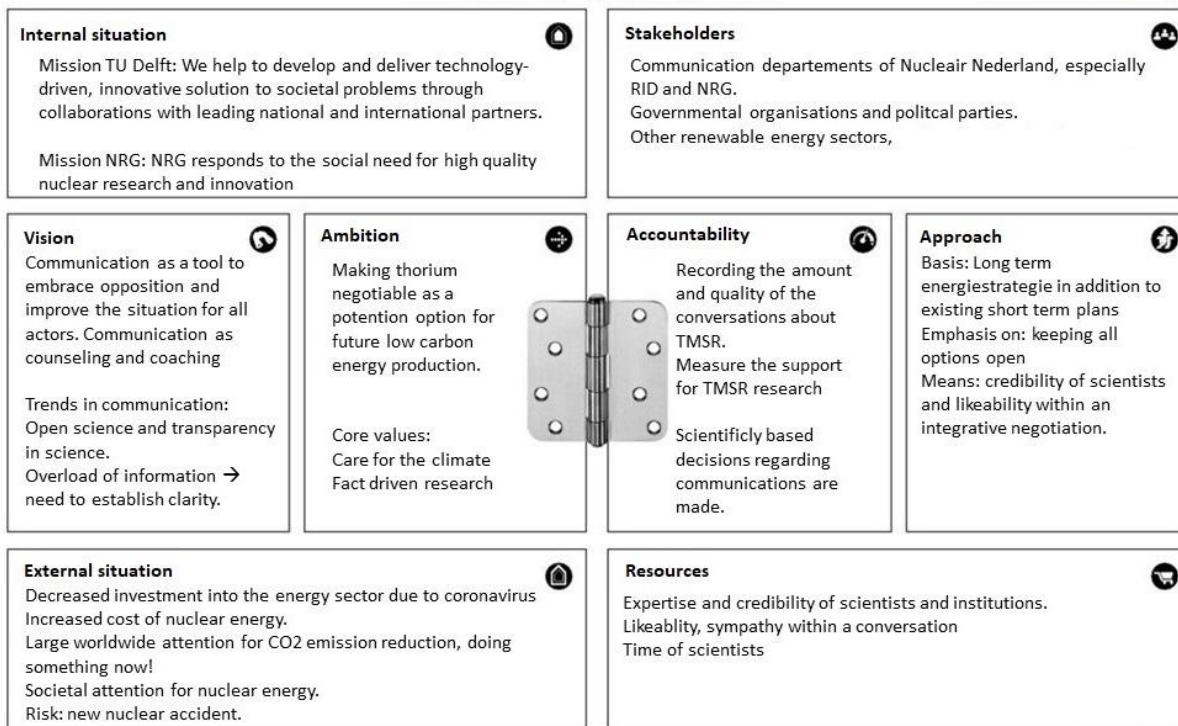 Internal situation
Mission TU Delft: We help to develop and deliver technology-
driven, innovative solution to societal problems through
collaborations with leading national and international partners.
Mission NRG: NRG responds to the social need for high quality
nuclear research and innovation
Stakeholders
Communication departements of Nucleair Nederland, especially
RID and NRG.
Governmental organisations and politcal parties.
Other renewable energy sectors,
Vision
Communication as a tool to
embrace opposition and
improve the situation for all
actors. Communication as
counseling and coaching
Trends in communication:
Open science and transparency
in science.
Overload of information →
need to establish clarity.
Ambition
Making thorium
negotiable as a
potention option for
future low carbon
energy production.
Core values:
Care for the climate
Fact driven research
Accountability
Recording the amount
and quality of the
conversations about
TMSR.
Measure the support
for TMSR research
Scientificly based
decisions regarding
communications are
made.
Approach
Basis: Long term
energiestrategie in addition to
existing short term plans
Emphasis on: keeping all
options open
Means: credibility of scientists
and likeability within an
integrative negotiation.
External situation
Decreased investment into the energy sector due to coronavirus
Increased cost of nuclear energy.
Large worldwide attention for CO2 emission reduction, doing
something now!
Societal attention for nuclear energy.
Risk: new nuclear accident.
Resources
Expertise and credibility of scientists and institutions.
Likeablity, sympathy within a conversation
Time of scientists